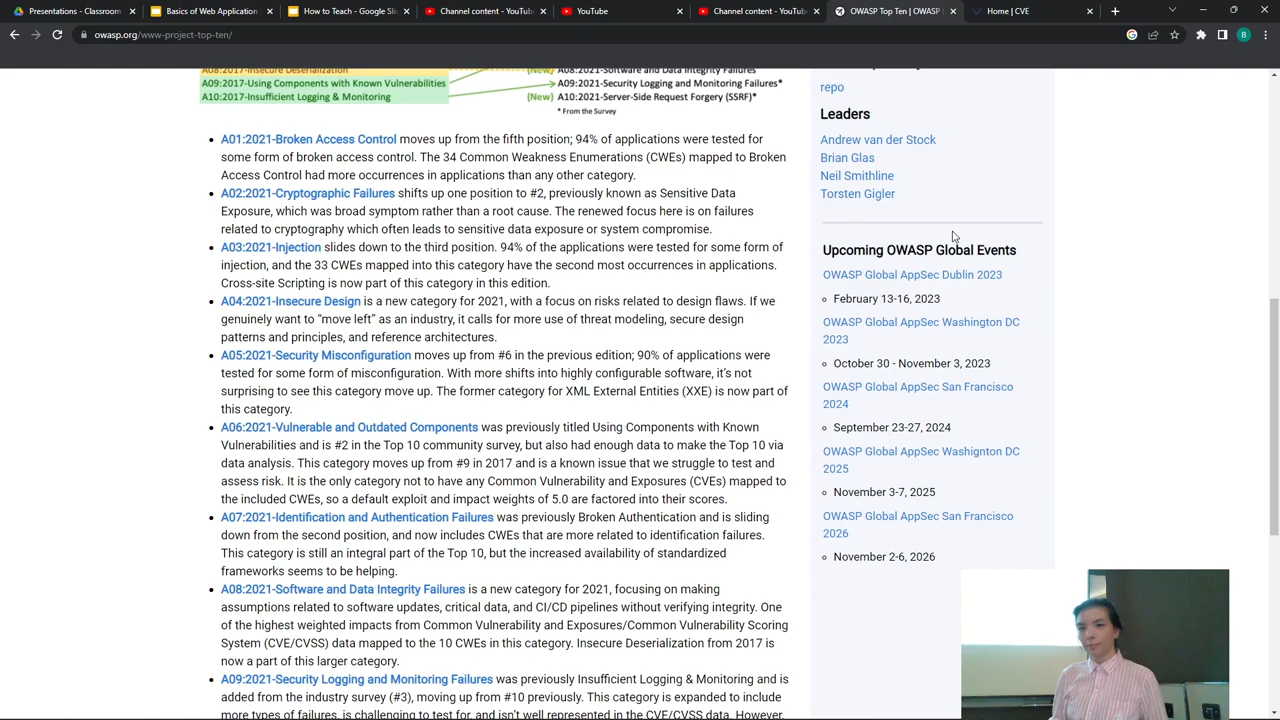 Presentations - Classroom
Basics of Web Application
How to Teach - Google Slid
Channel content - YouTube
YouTube
Channel content - YouTube
OWASP Top Ten | OWASP
Home | CVE
owasp.org/www-project-top-ten/
B
A08:2017-Insecure Deserialization
A09:2017-Using Components with Known Vulnerabilities
A10:2017-Insufficient Logging & Monitoring
(New) A08:2021-Software and Data Integrity Failures
A09:2021-Security Logging and Monitoring Failures*
(New) A10:2021-Server-Side Request Forgery (SSRF)*
* From the Survey
A01:2021-Broken Access Control moves up from the fifth position; 94% of applications were tested for
some form of broken access control. The 34 Common Weakness Enumerations (CWEs) mapped to Broken
Access Control had more occurrences in applications than any other category.
A02:2021-Cryptographic Failures shifts up one position to #2, previously known as Sensitive Data
Exposure, which was broad symptom rather than a root cause. The renewed focus here is on failures
related to cryptography which often leads to sensitive data exposure or system compromise.
A03:2021-Injection slides down to the third position. 94% of the applications were tested for some form of
injection, and the 33 CWEs mapped into this category have the second most occurrences in applications.
Cross-site Scripting is now part of this category in this edition.
A04:2021-Insecure Design is a new category for 2021, with a focus on risks related to design flaws. If we
genuinely want to “move left” as an industry, it calls for more use of threat modeling, secure design
patterns and principles, and reference architectures.
A05:2021-Security Misconfiguration moves up from #6 in the previous edition; 90% of applications were
tested for some form of misconfiguration. With more shifts into highly configurable software, it’s not
surprising to see this category move up. The former category for XML External Entities (XXE) is now part of
this category.
A06:2021-Vulnerable and Outdated Components was previously titled Using Components with Known
Vulnerabilities and is #2 in the Top 10 community survey, but also had enough data to make the Top 10 via
data analysis. This category moves up from #9 in 2017 and is a known issue that we struggle to test and
assess risk. It is the only category not to have any Common Vulnerability and Exposures (CVEs) mapped to
the included CWEs, so a default exploit and impact weights of 5.0 are factored into their scores.
A07:2021-Identification and Authentication Failures was previously Broken Authentication and is sliding
down from the second position, and now includes CWEs that are more related to identification failures.
This category is still an integral part of the Top 10, but the increased availability of standardized
frameworks seems to be helping.
A08:2021-Software and Data Integrity Failures is a new category for 2021, focusing on making
assumptions related to software updates, critical data, and CI/CD pipelines without verifying integrity. One
of the highest weighted impacts from Common Vulnerability and Exposures/Common Vulnerability Scoring
System (CVE/CVSS) data mapped to the 10 CWEs in this category. Insecure Deserialization from 2017 is
now a part of this larger category.
A09:2021-Security Logging and Monitoring Failures was previously Insufficient Logging & Monitoring and is
added from the industry survey (#3), moving up from #10 previously. This category is expanded to include
more types of failures, is challenging to test for, and isn’t well represented in the CVE/CVSS data. However,
repo
Leaders
Andrew van der Stock
Brian Glas
Neil Smithline
Torsten Gigler
Upcoming OWASP Global Events
OWASP Global AppSec Dublin 2023
February 13-16, 2023
OWASP Global AppSec Washington DC
2023
October 30 - November 3, 2023
OWASP Global AppSec San Francisco
2024
September 23-27, 2024
OWASP Global AppSec Washignton DC
2025
November 3-7, 2025
OWASP Global AppSec San Francisco
2026
November 2-6, 2026